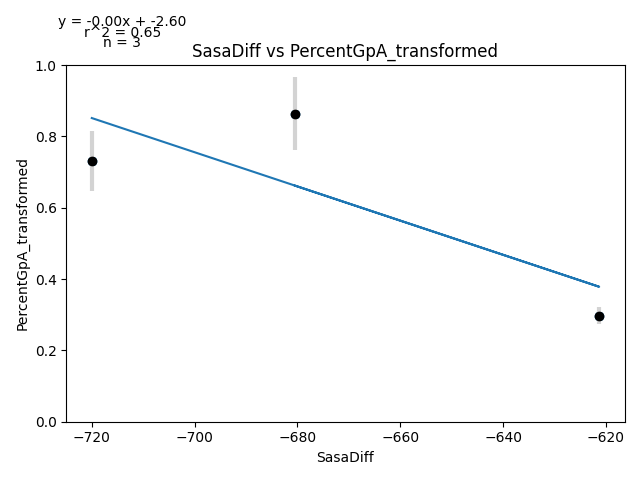 y = -0.00x + -2.60
r^2 = 0.65
n = 3
SasaDiff vs PercentGpA_transformed
1.0
0.8
0.6
0.4
0.2
0.0
PercentGpA_transformed
−720
−700
−680
−660
−640
−620
SasaDiff